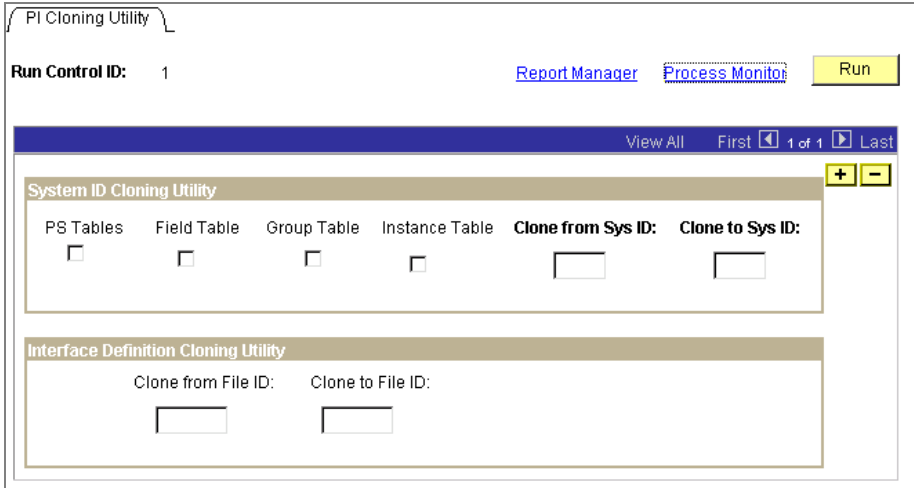 PI Cloning Utility
Run Control ID: 1 Report Manager Process Monitor Run
View All First 1 of 1 Last
+ −
System ID Cloning Utility
PS Tables Field Table Group Table Instance Table Clone from Sys ID: Clone to Sys ID:
Interface Definition Cloning Utility
Clone from File ID: Clone to File ID: